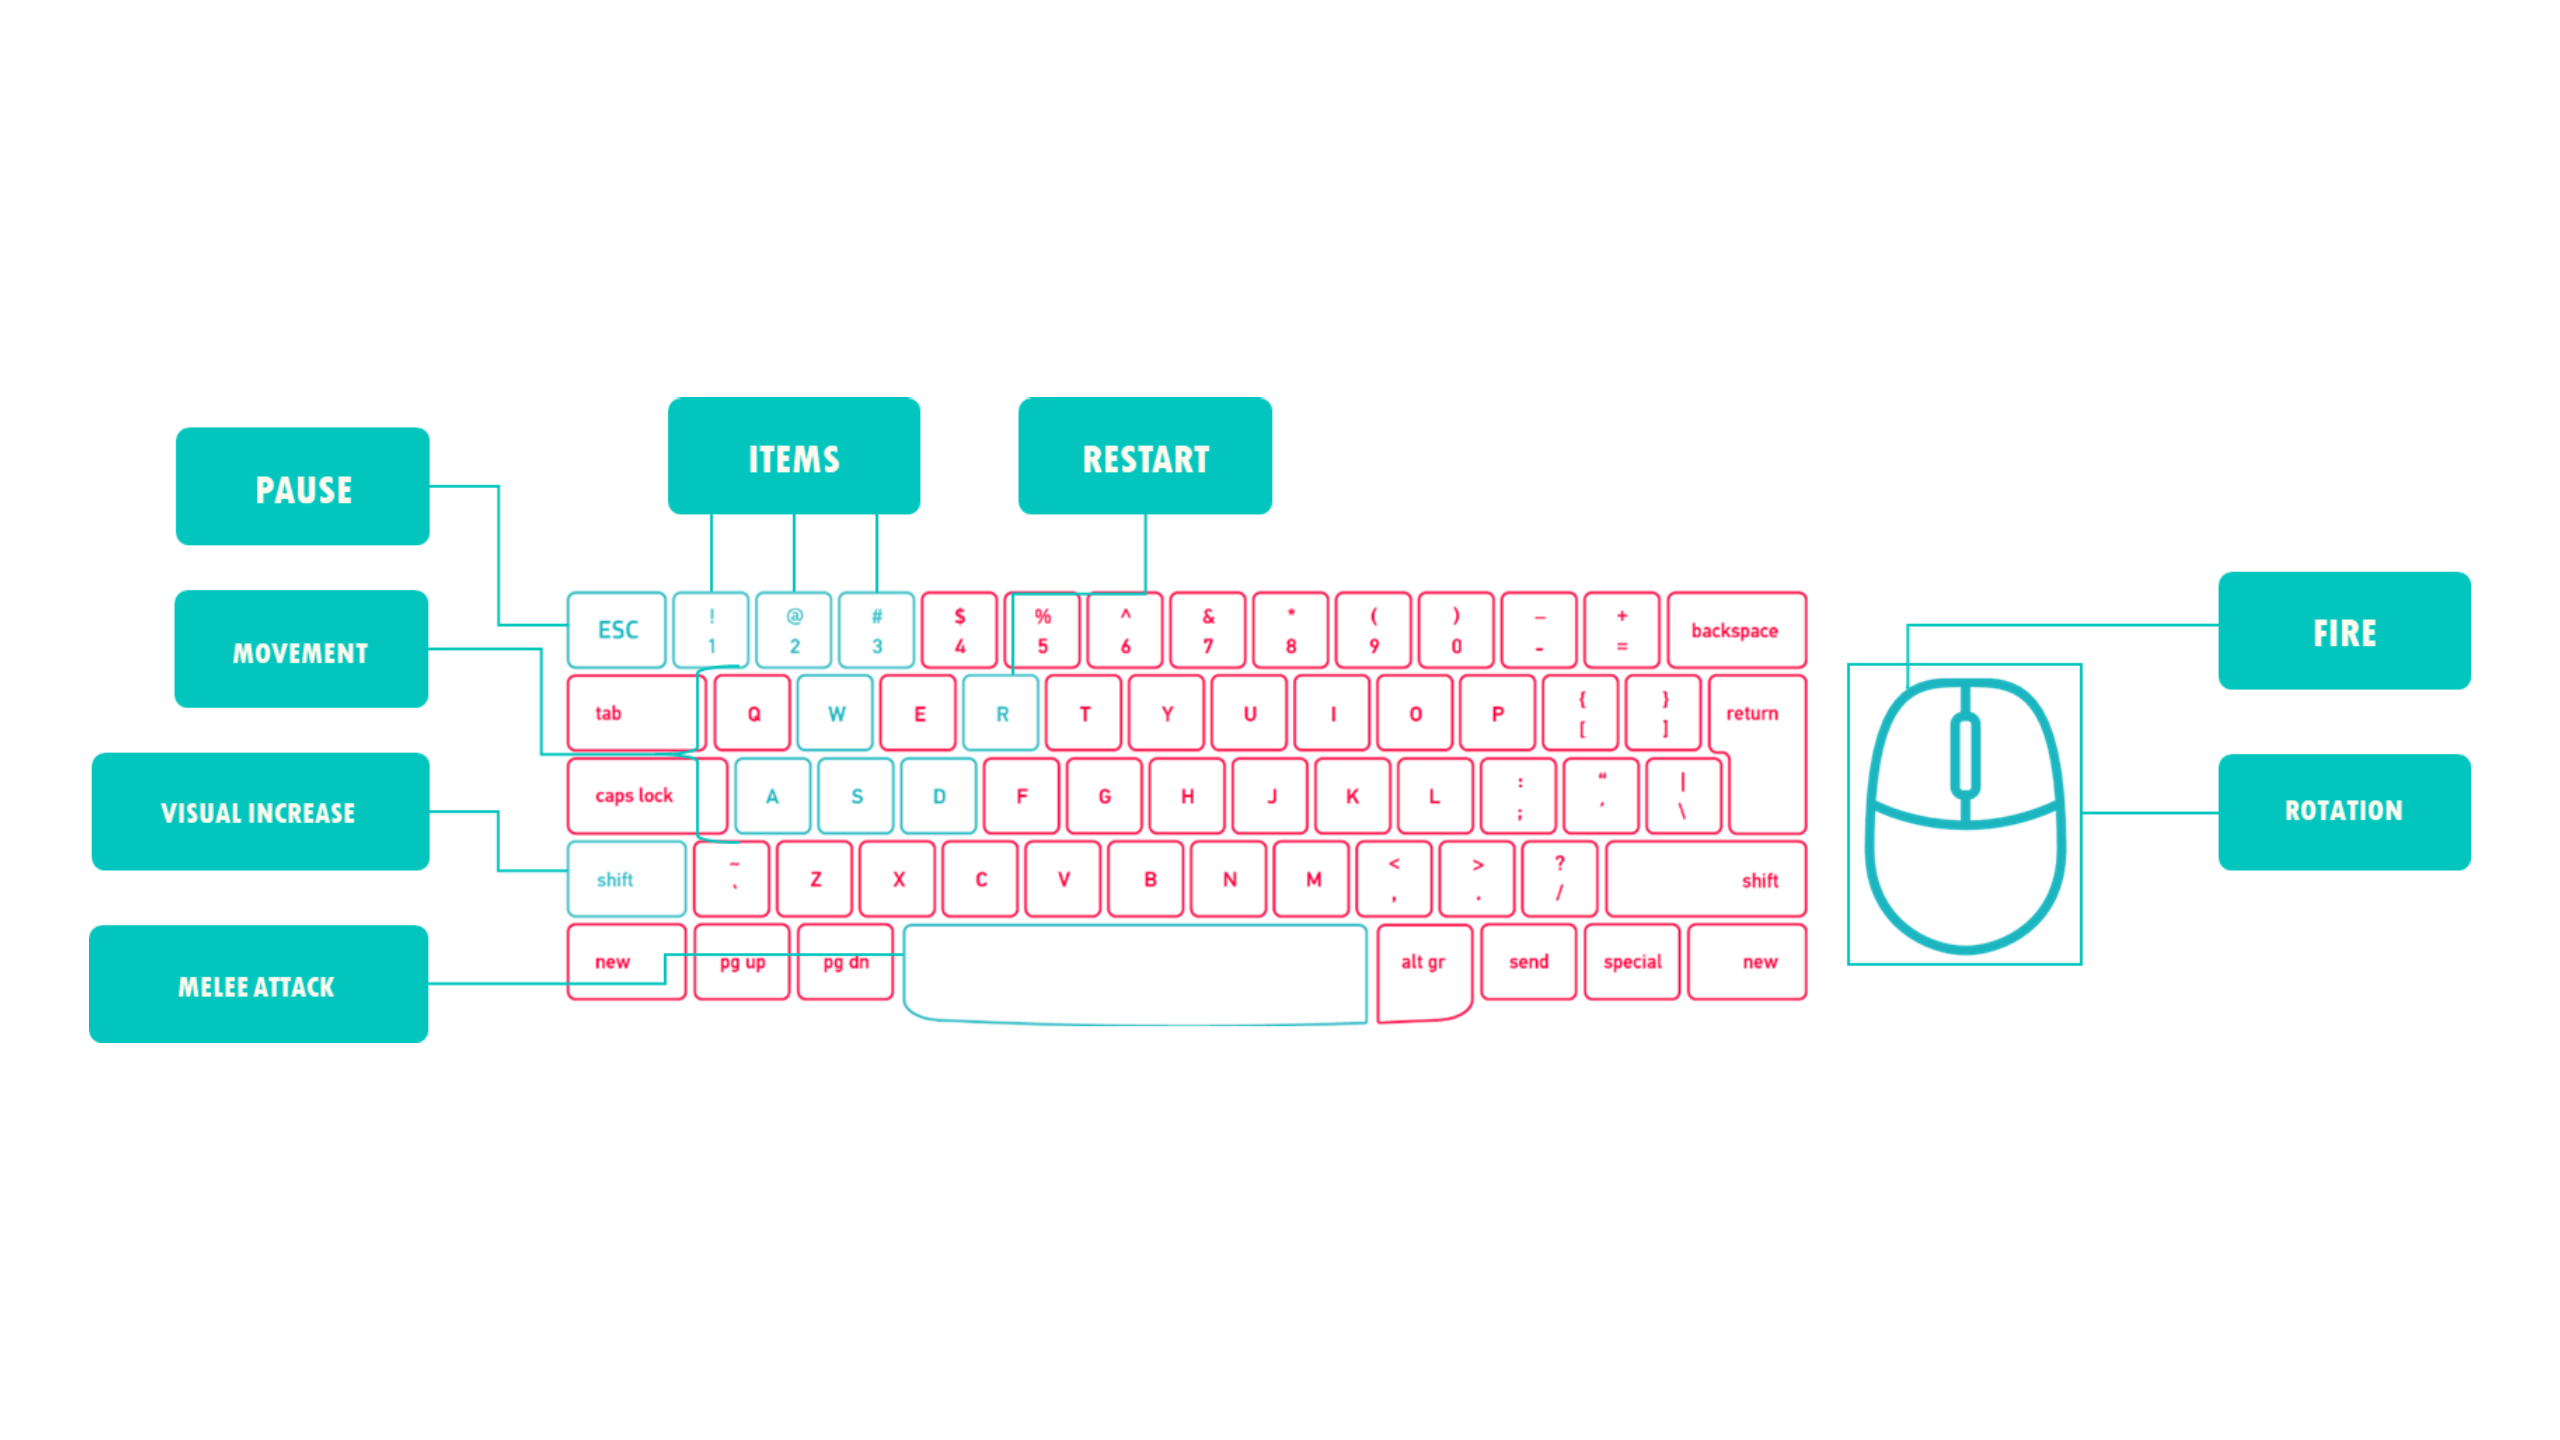 ITEMS
RESTART
PAUSE
MOVEMENT
VISUAL INCREASE
MELEE ATTACK
FIRE
ROTATION
ESC ! @ # $ % ^ & * ( ) _ + backspace
1 2 3 4 5 6 7 8 9 0 - =
tab Q W E R T Y U I O P { } return
[ ]
caps lock A S D F G H J K L : “ |
; ′ \
shift ~ Z X C V B N M < > ? shift
` , . /
new pg up pg dn alt gr send special new